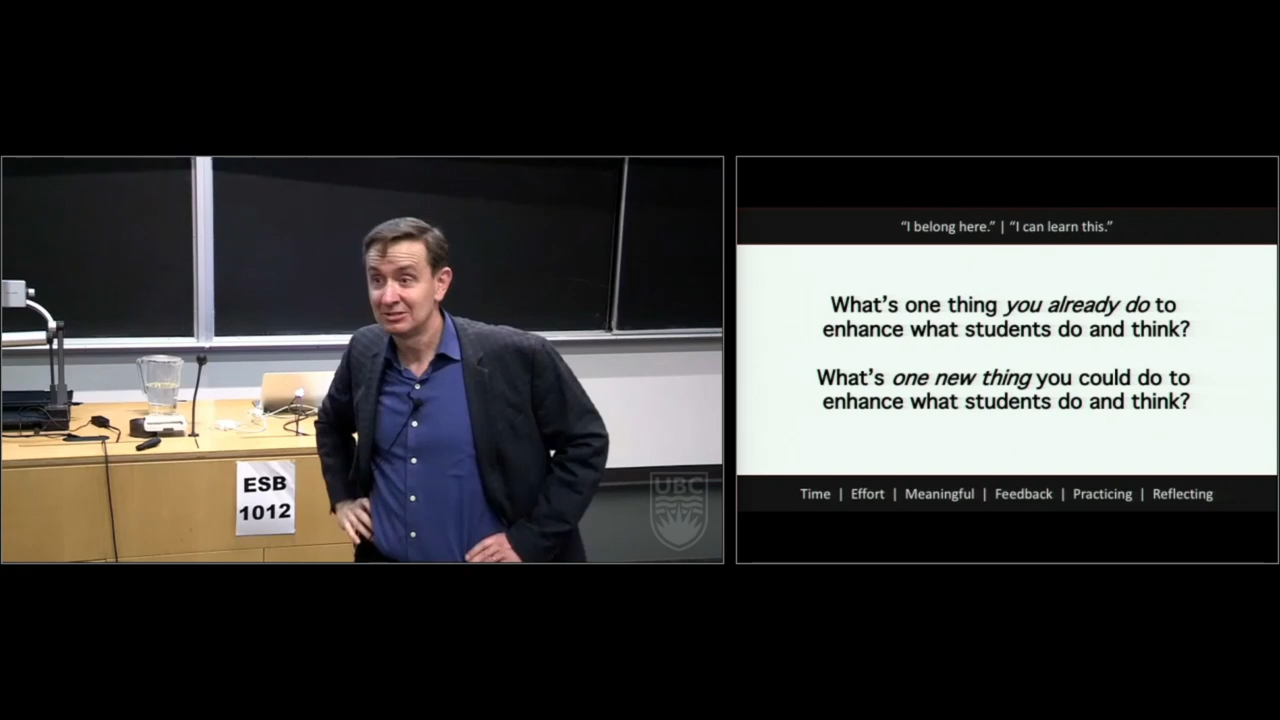 ESB
1012
UBC
“I belong here.” | “I can learn this.”
What’s one thing you already do to
enhance what students do and think?
What’s one new thing you could do to
enhance what students do and think?
Time | Effort | Meaningful | Feedback | Practicing | Reflecting